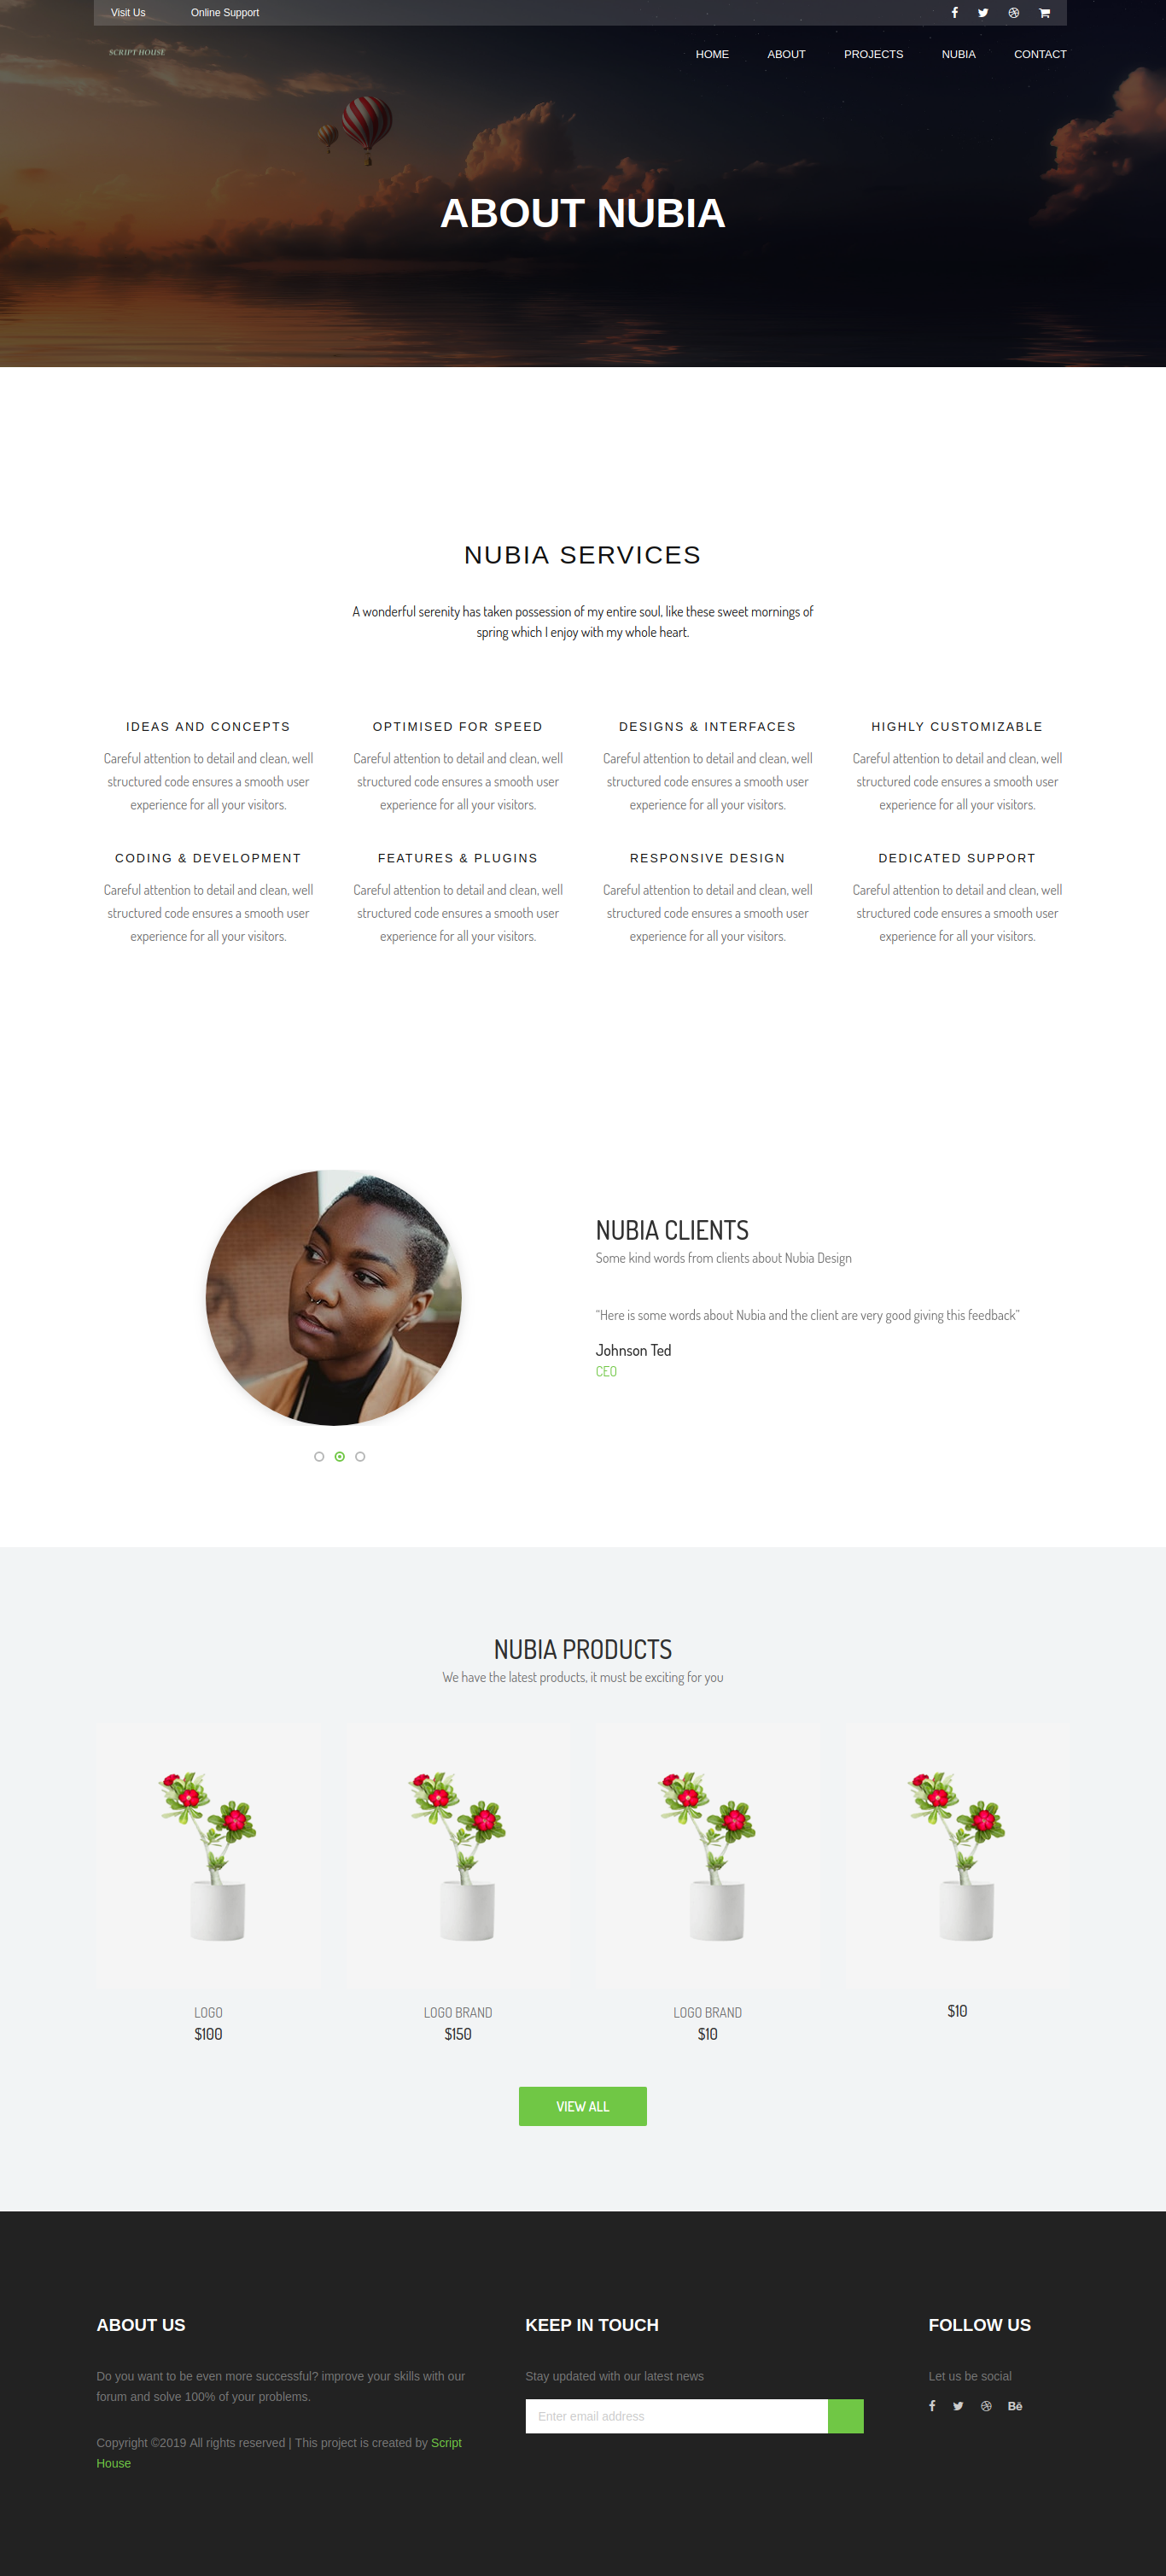 Visit Us Online Support
SCRIPT HOUSE
HOME ABOUT PROJECTS NUBIA CONTACT
ABOUT NUBIA
NUBIA SERVICES
A wonderful serenity has taken possession of my entire soul, like these sweet mornings of
spring which I enjoy with my whole heart.
IDEAS AND CONCEPTS
Careful attention to detail and clean, well
structured code ensures a smooth user
experience for all your visitors.
OPTIMISED FOR SPEED
Careful attention to detail and clean, well
structured code ensures a smooth user
experience for all your visitors.
DESIGNS & INTERFACES
Careful attention to detail and clean, well
structured code ensures a smooth user
experience for all your visitors.
HIGHLY CUSTOMIZABLE
Careful attention to detail and clean, well
structured code ensures a smooth user
experience for all your visitors.
CODING & DEVELOPMENT
Careful attention to detail and clean, well
structured code ensures a smooth user
experience for all your visitors.
FEATURES & PLUGINS
Careful attention to detail and clean, well
structured code ensures a smooth user
experience for all your visitors.
RESPONSIVE DESIGN
Careful attention to detail and clean, well
structured code ensures a smooth user
experience for all your visitors.
DEDICATED SUPPORT
Careful attention to detail and clean, well
structured code ensures a smooth user
experience for all your visitors.
NUBIA CLIENTS
Some kind words from clients about Nubia Design
“Here is some words about Nubia and the client are very good giving this feedback”
Johnson Ted
CEO
NUBIA PRODUCTS
We have the latest products, it must be exciting for you
LOGO
$100
LOGO BRAND
$150
LOGO BRAND
$10
$10
VIEW ALL
ABOUT US
Do you want to be even more successful? improve your skills with our
forum and solve 100% of your problems.
Copyright ©2019 All rights reserved | This project is created by Script
House
KEEP IN TOUCH
Stay updated with our latest news
Enter email address
FOLLOW US
Let us be social
Bē